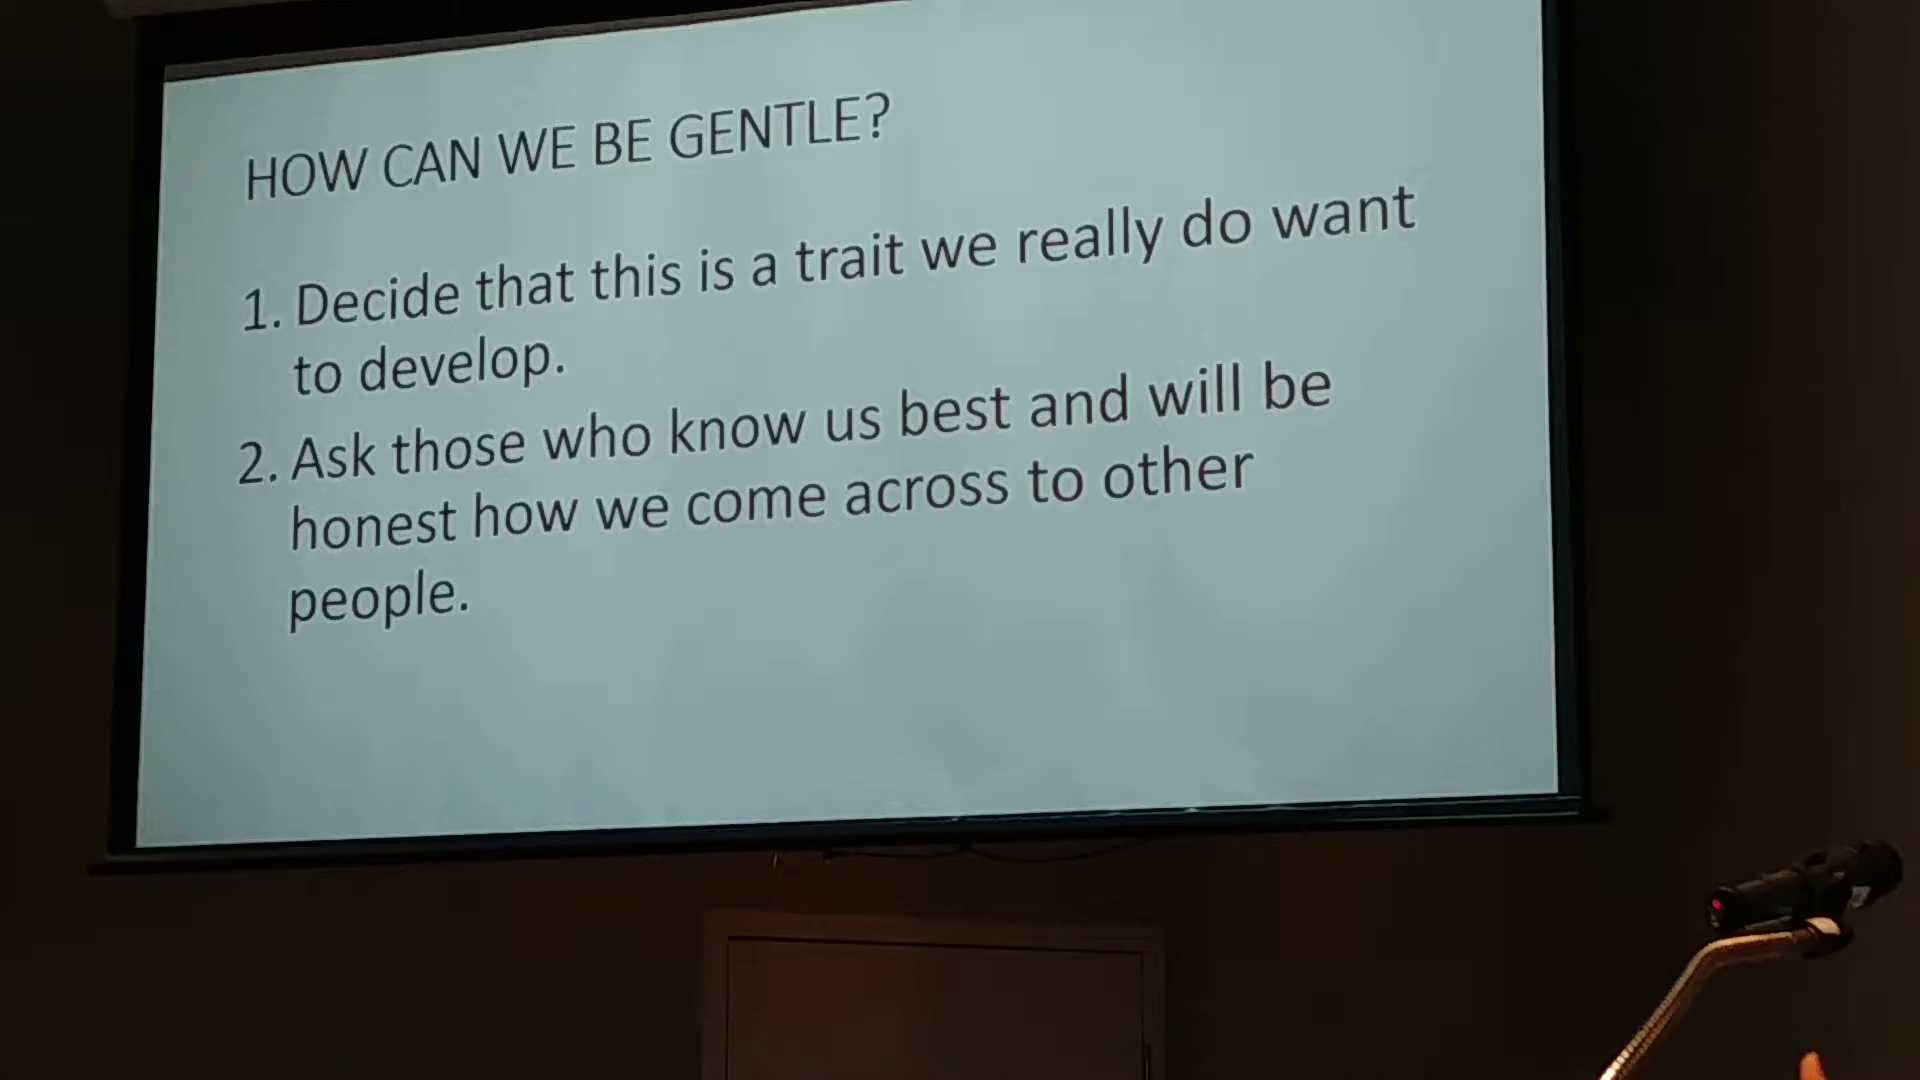 HOW CAN WE BE GENTLE?
1. Decide that this is a trait we really do want
to develop.
2. Ask those who know us best and will be
honest how we come across to other
people.